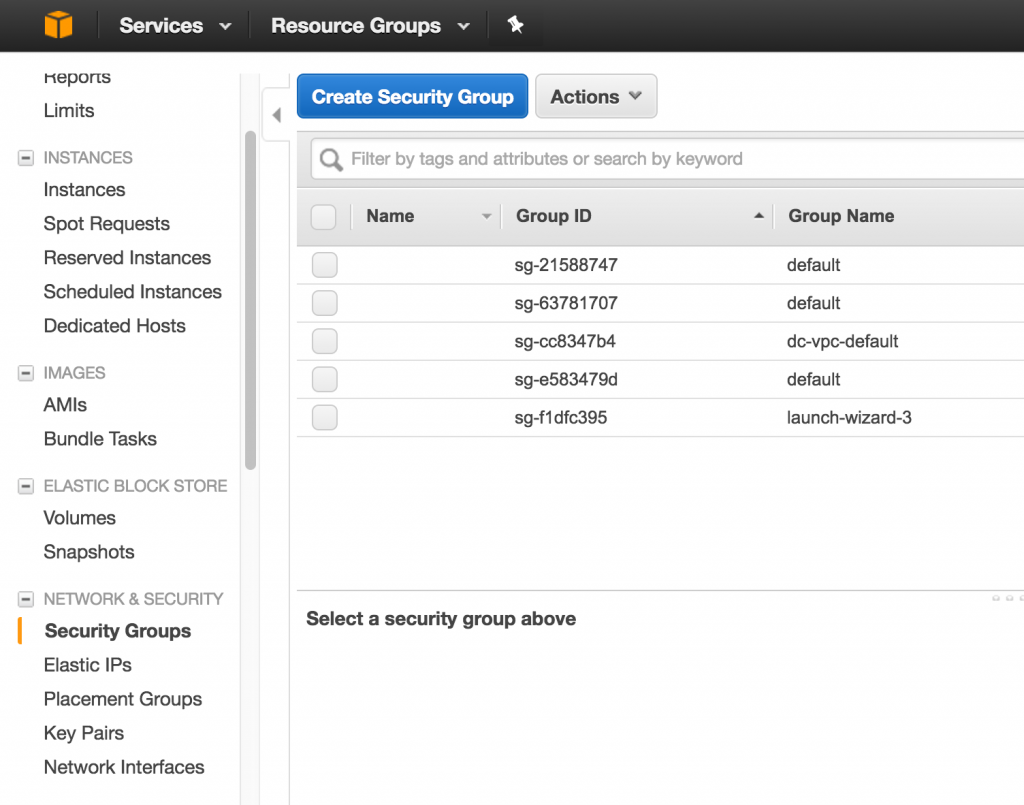 Services Resource Groups
Reports
Limits
INSTANCES
Instances
Spot Requests
Reserved Instances
Scheduled Instances
Dedicated Hosts
IMAGES
AMIs
Bundle Tasks
ELASTIC BLOCK STORE
Volumes
Snapshots
NETWORK & SECURITY
Security Groups
Elastic IPs
Placement Groups
Key Pairs
Network Interfaces
Create Security Group Actions
Filter by tags and attributes or search by keyword
Name Group ID Group Name
sg-21588747 default
sg-63781707 default
sg-cc8347b4 dc-vpc-default
sg-e583479d default
sg-f1dfc395 launch-wizard-3
Select a security group above